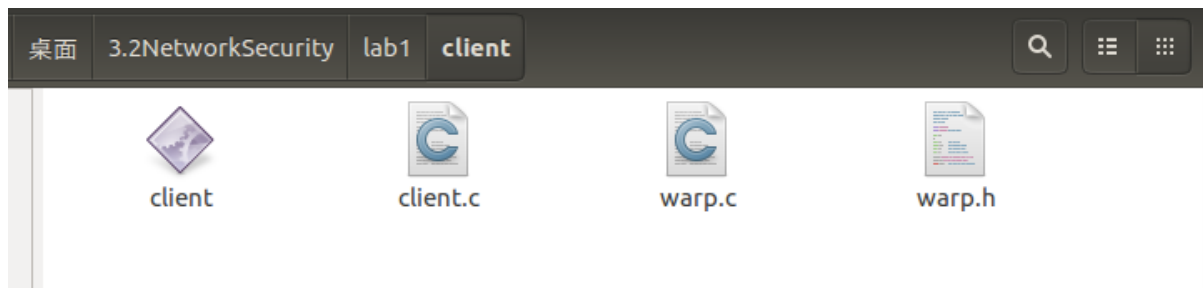 桌面 3.2NetworkSecurity lab1 client
client client.c warp.c warp.h